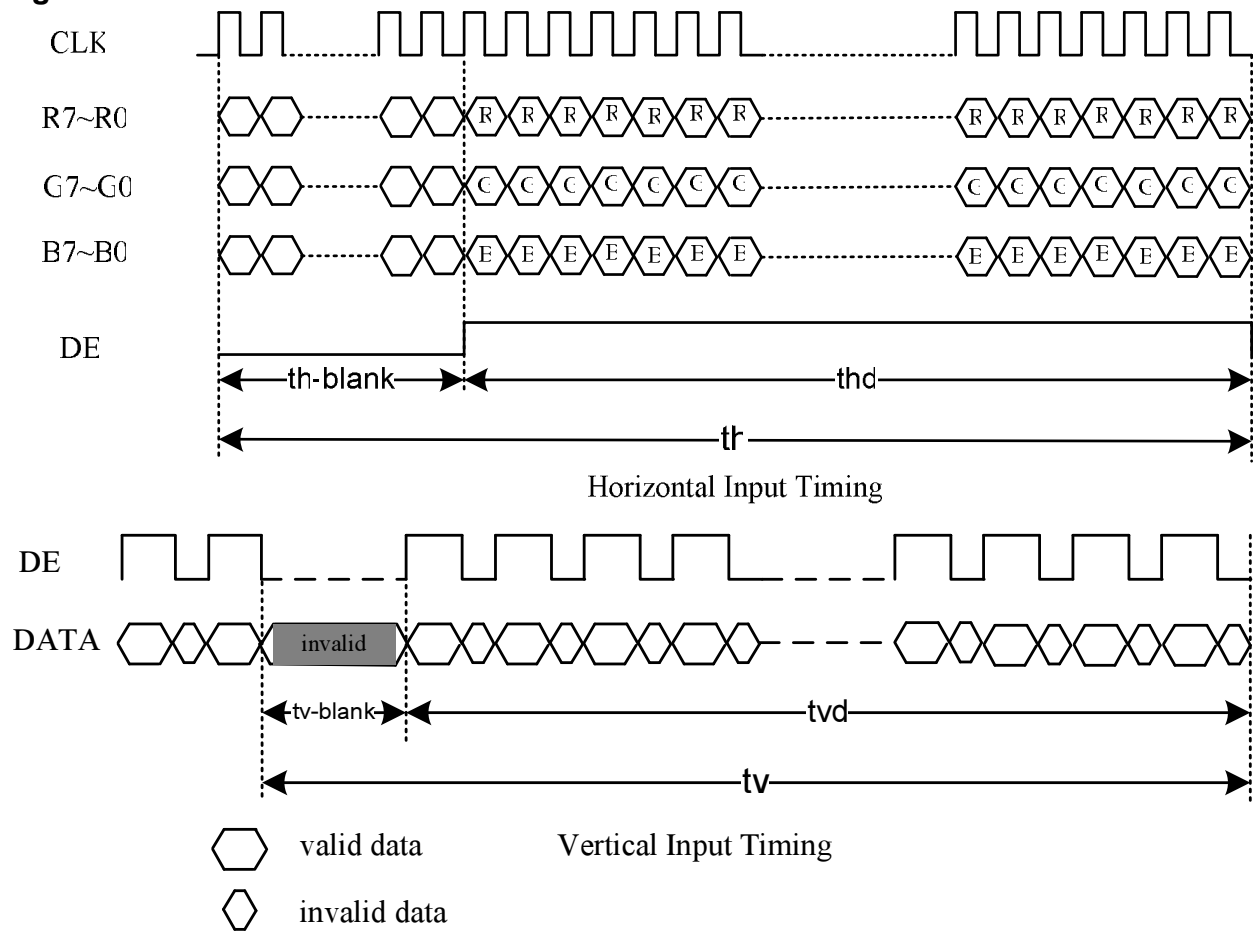 g
CLK
R7~R0
R R R R R R R R R R R R R R
G7~G0
C C C C C C C C C C C C C C
B7~B0
E E E E E E E E E E E E E E
DE
th-blank thd
th
Horizontal Input Timing
DE
DATA invalid
tv-blank tvd
tv
valid data Vertical Input Timing
invalid data